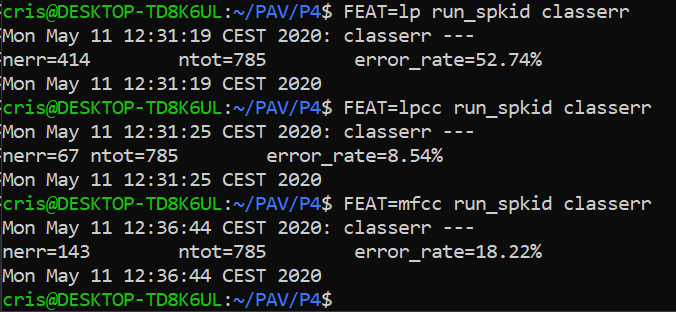 cris@DESKTOP-TD8K6UL:~/PAV/P4$ FEAT=lp run_spkid classerr
Mon May 11 12:31:19 CEST 2020: classerr ---
nerr=414        ntot=785        error_rate=52.74%
Mon May 11 12:31:19 CEST 2020
cris@DESKTOP-TD8K6UL:~/PAV/P4$ FEAT=lpcc run_spkid classerr
Mon May 11 12:31:25 CEST 2020: classerr ---
nerr=67 ntot=785        error_rate=8.54%
Mon May 11 12:31:25 CEST 2020
cris@DESKTOP-TD8K6UL:~/PAV/P4$ FEAT=mfcc run_spkid classerr
Mon May 11 12:36:44 CEST 2020: classerr ---
nerr=143        ntot=785        error_rate=18.22%
Mon May 11 12:36:44 CEST 2020
cris@DESKTOP-TD8K6UL:~/PAV/P4$